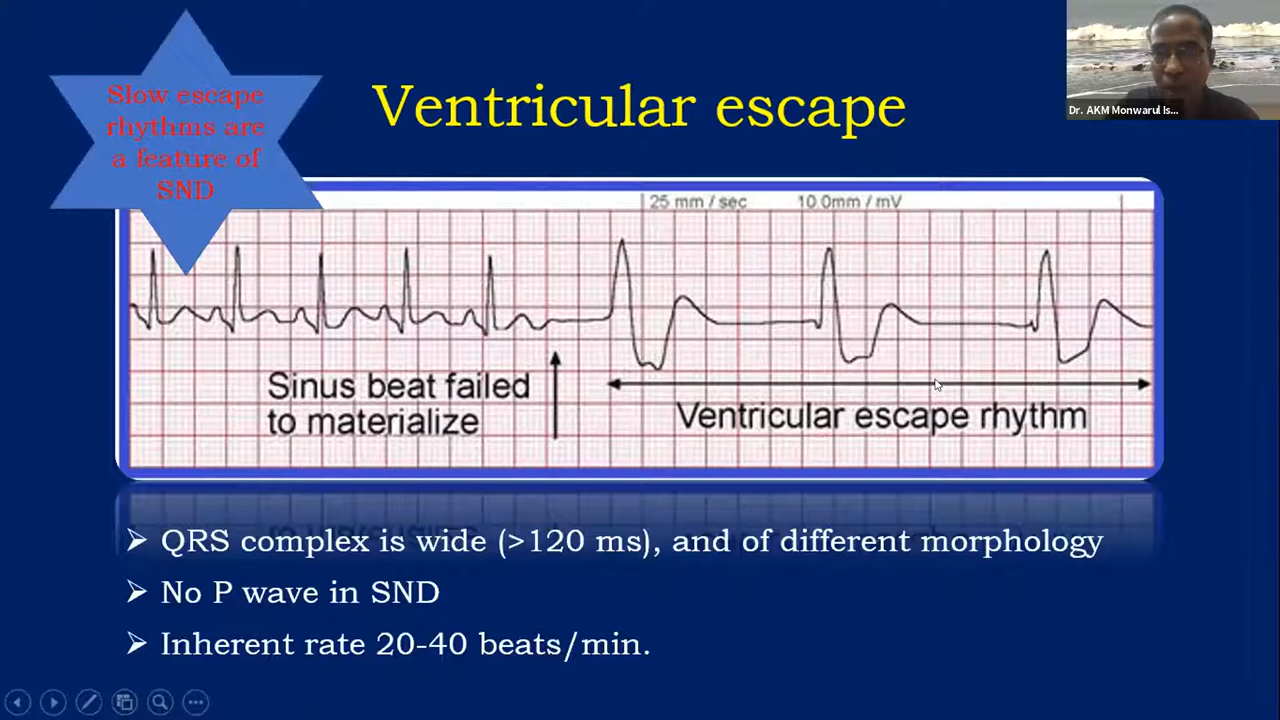 Slow escape
rhythms are
a feature of
SND
Ventricular escape
Dr. AKM Monwarul Is...
25 mm / sec
10.0mm / mV
Sinus beat failed
to materialize
Ventricular escape rhythm
➢ QRS complex is wide (>120 ms), and of different morphology
➢ No P wave in SND
➢ Inherent rate 20-40 beats/min.